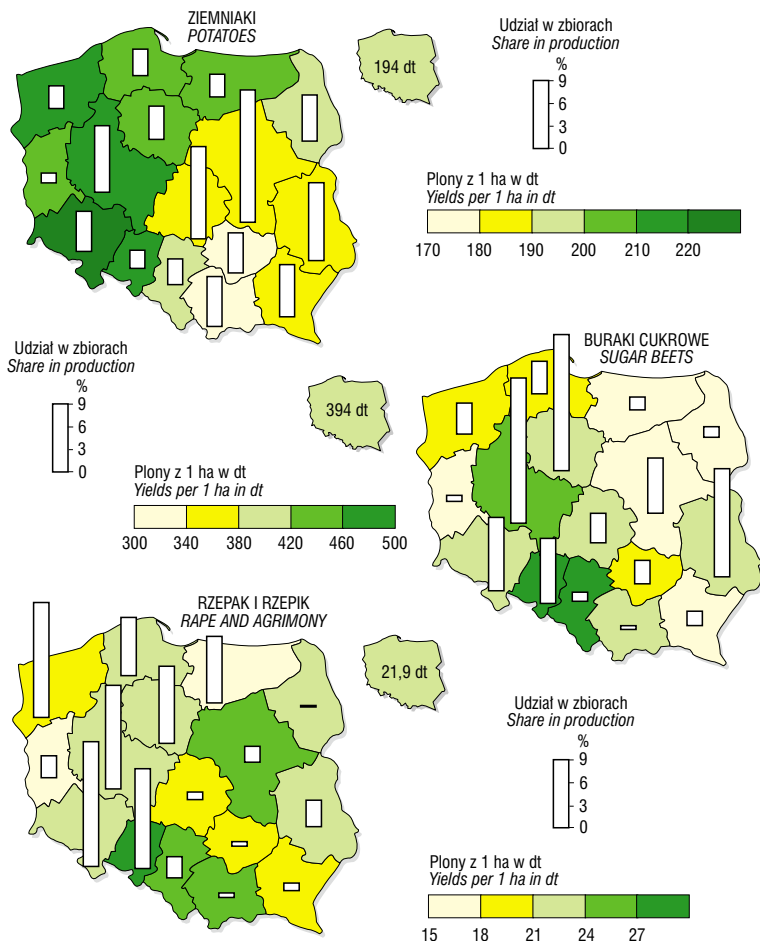 ZIEMNIAKI
POTATOES
194 dt
Udział w zbiorach
Share in production
%
9
6
3
0
Plony z 1 ha w dt
Yields per 1 ha in dt
170 180 190 200 210 220
BURAKI CUKROWE
SUGAR BEETS
Udział w zbiorach
Share in production
%
9
6
3
0
394 dt
Plony z 1 ha w dt
Yields per 1 ha in dt
300 340 380 420 460 500
RZEPAK I RZEPIK
RAPE AND AGRIMONY
21,9 dt
Udział w zbiorach
Share in production
%
9
6
3
0
Plony z 1 ha w dt
Yields per 1 ha in dt
15 18 21 24 27